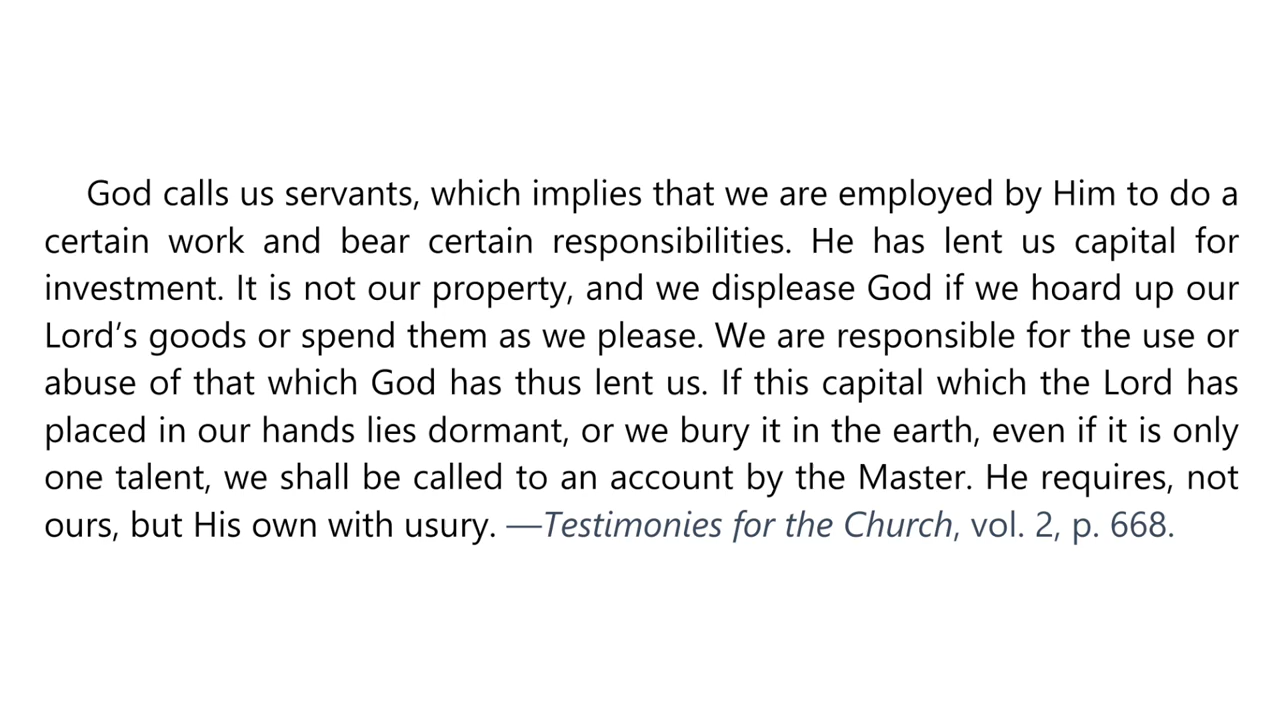 God calls us servants, which implies that we are employed by Him to do a
certain work and bear certain responsibilities. He has lent us capital for
investment. It is not our property, and we displease God if we hoard up our
Lord’s goods or spend them as we please. We are responsible for the use or
abuse of that which God has thus lent us. If this capital which the Lord has
placed in our hands lies dormant, or we bury it in the earth, even if it is only
one talent, we shall be called to an account by the Master. He requires, not
ours, but His own with usury. —Testimonies for the Church, vol. 2, p. 668.